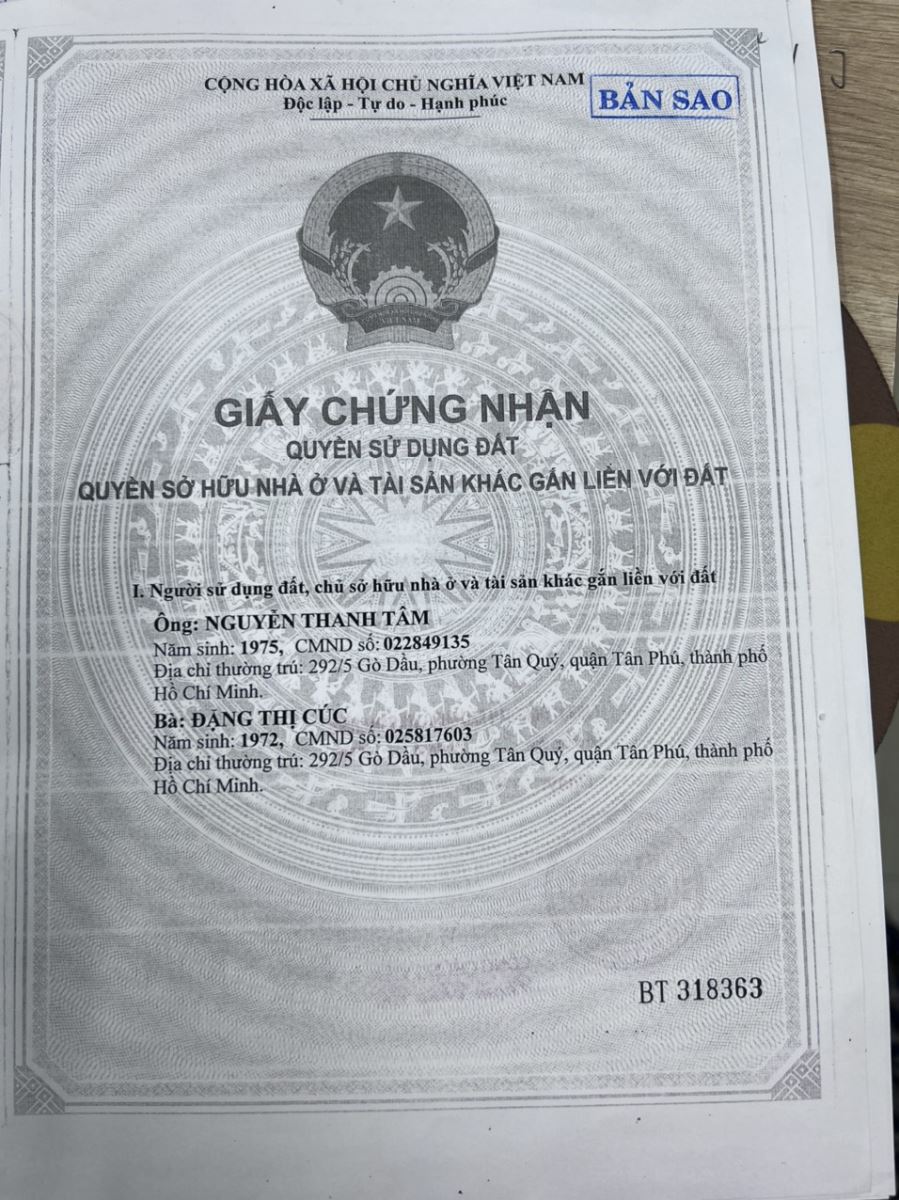 CỘNG HÒA XÃ HỘI CHỦ NGHĨA VIỆT NAM
Độc lập - Tự do - Hạnh phúc
BẢN SAO
GIẤY CHỨNG NHẬN
QUYỀN SỬ DỤNG ĐẤT
QUYỀN SỞ HỮU NHÀ Ở VÀ TÀI SẢN KHÁC GẮN LIỀN VỚI ĐẤT
I. Người sử dụng đất, chủ sở hữu nhà ở và tài sản khác gắn liền với đất
Ông: NGUYỄN THANH TÂM
Năm sinh: 1975, CMND số: 022849135
Địa chỉ thường trú: 292/5 Gò Dầu, phường Tân Quý, quận Tân Phú, thành phố
Hồ Chí Minh.
Bà: ĐẶNG THỊ CÚC
Năm sinh: 1972, CMND số: 025817603
Địa chỉ thường trú: 292/5 Gò Dầu, phường Tân Quý, quận Tân Phú, thành phố
Hồ Chí Minh.
BT 318363